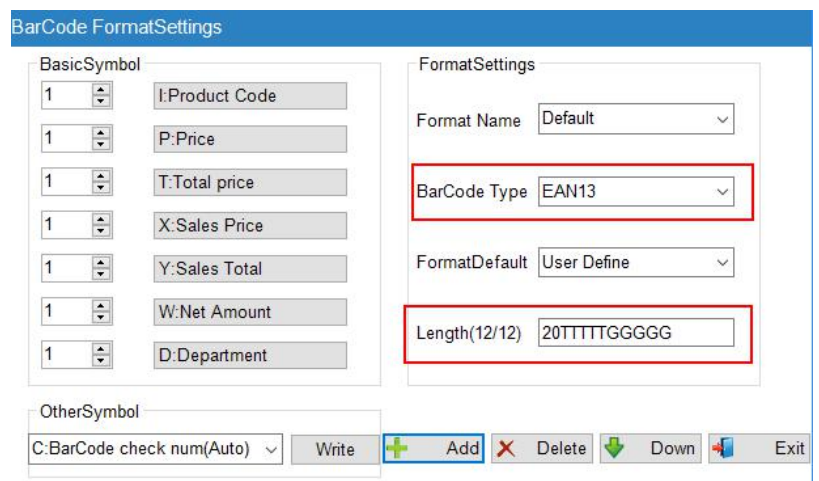 BarCode FormatSettings
BasicSymbol
1 I:Product Code
1 P:Price
1 T:Total price
1 X:Sales Price
1 Y:Sales Total
1 W:Net Amount
1 D:Department
FormatSettings
Format Name Default
BarCode Type EAN13
FormatDefault User Define
Length(12/12) 20TTTTTGGGGG
OtherSymbol
C:BarCode check num(Auto) Write Add Delete Down Exit